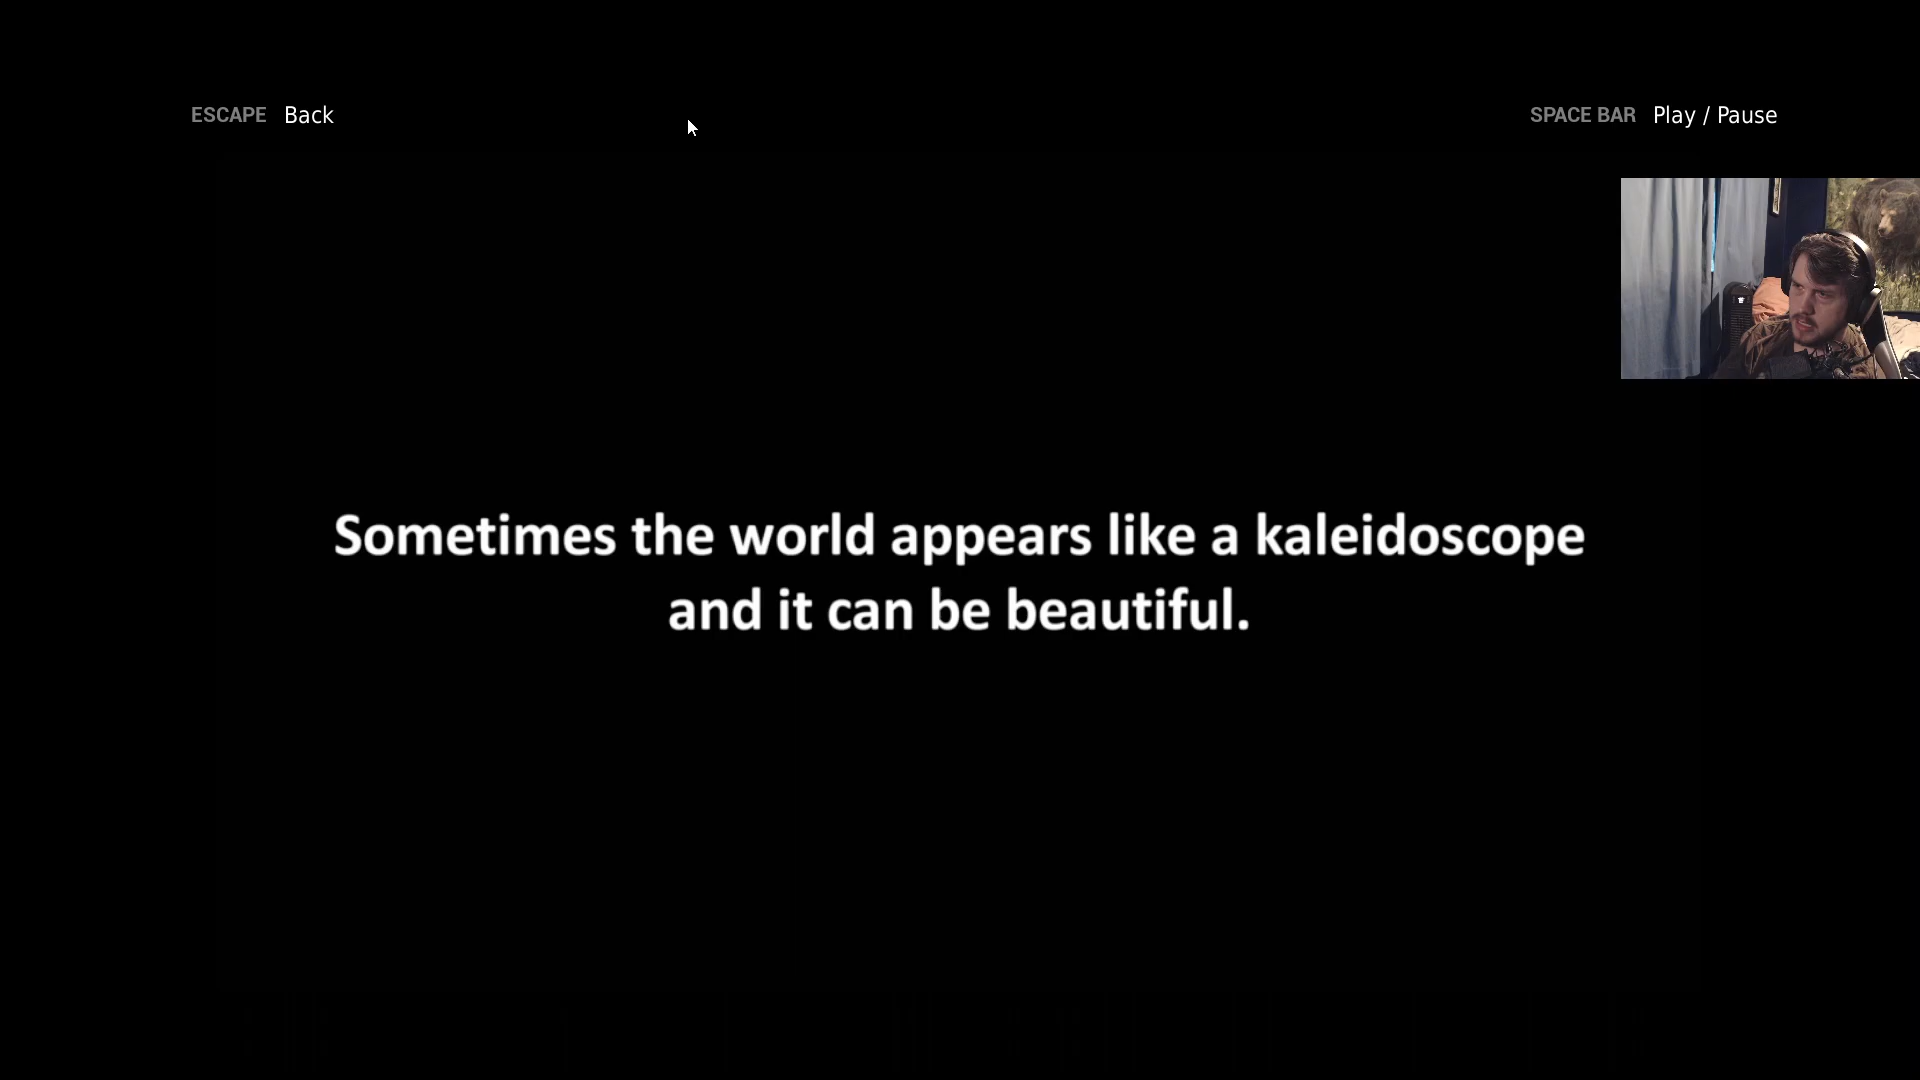 ESCAPE Back
SPACE BAR Play / Pause
Sometimes the world appears like a kaleidoscope
and it can be beautiful.